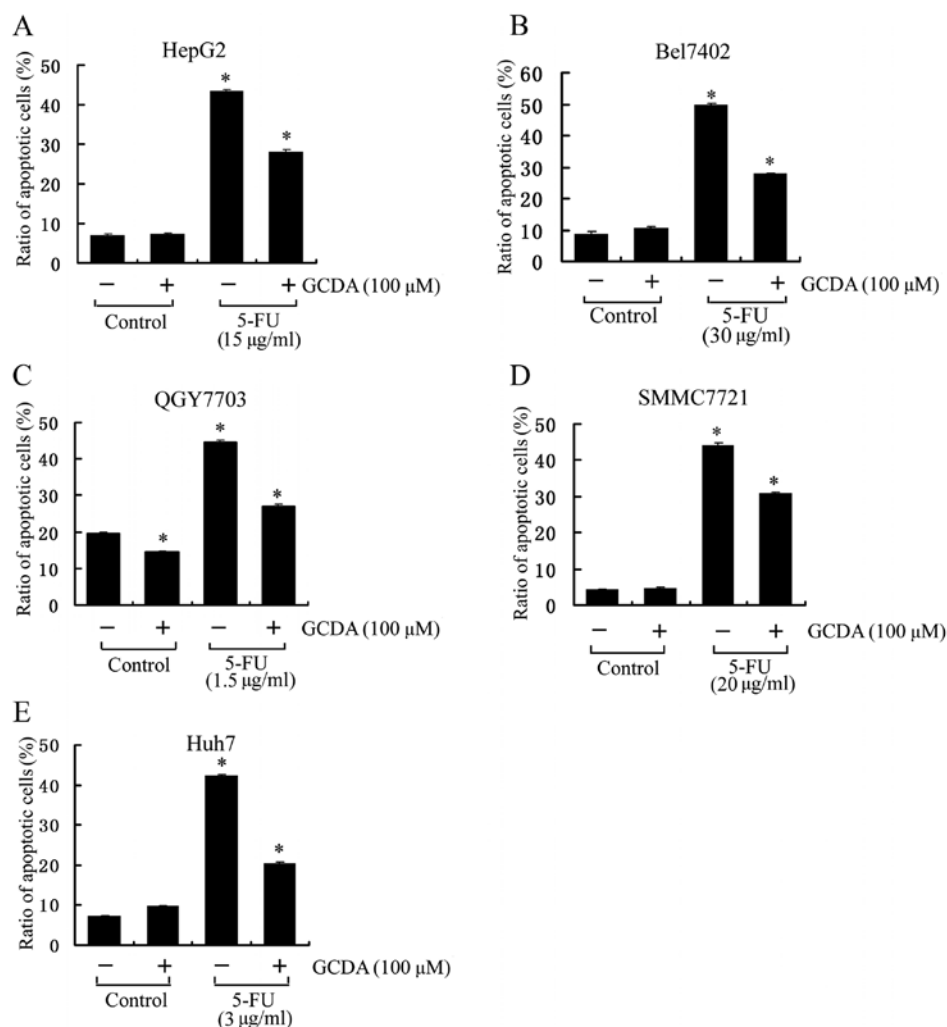 A
HepG2
Ratio of apoptotic cells (%)
50
40
30
20
10
0
*
*
− + − + GCDA (100 μM)
Control 5-FU
(15 μg/ml)
B
Bel7402
Ratio of apoptotic cells (%)
60
50
40
30
20
10
0
*
*
− + − + GCDA (100 μM)
Control 5-FU
(30 μg/ml)
C
QGY7703
Ratio of apoptotic cells (%)
50
40
30
20
10
0
*
*
*
− + − + GCDA (100 μM)
Control 5-FU
(1.5 μg/ml)
D
SMMC7721
Ratio of apoptotic cells (%)
50
40
30
20
10
0
*
*
− + − + GCDA (100 μM)
Control 5-FU
(20 μg/ml)
E
Huh7
Ratio of apoptotic cells (%)
50
40
30
20
10
0
*
*
− + − + GCDA (100 μM)
Control 5-FU
(3 μg/ml)